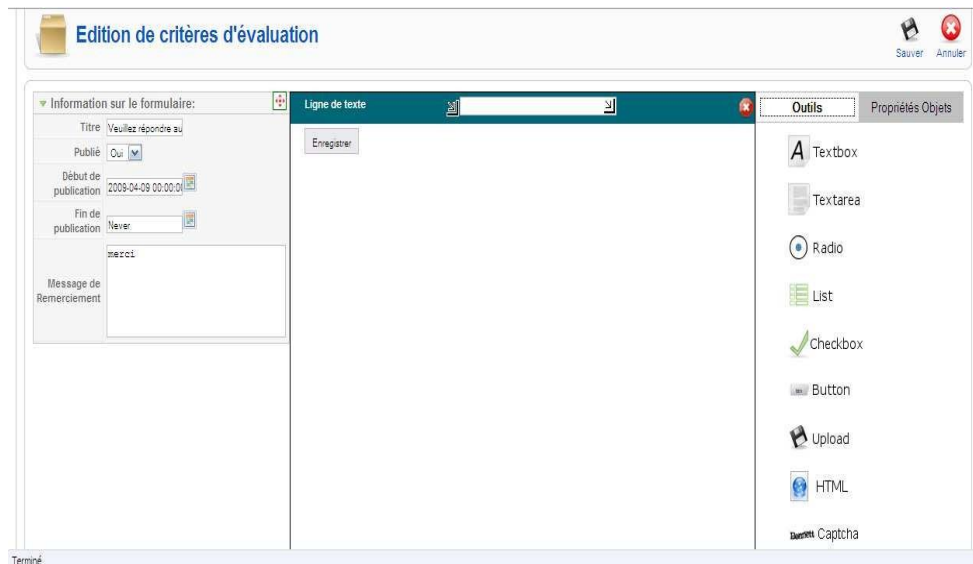 Edition de critères d'évaluation
Sauver Annuler
Information sur le formulaire:
Titre Veuillez répondre au
Publié Oui
Début de publication 2009-04-09 00:00:00
Fin de publication Never
Message de Remerciement merci
Ligne de texte
Enregistrer
Outils Propriétés Objets
Textbox
Textarea
Radio
List
Checkbox
Button
Upload
HTML
Captcha
Terminé